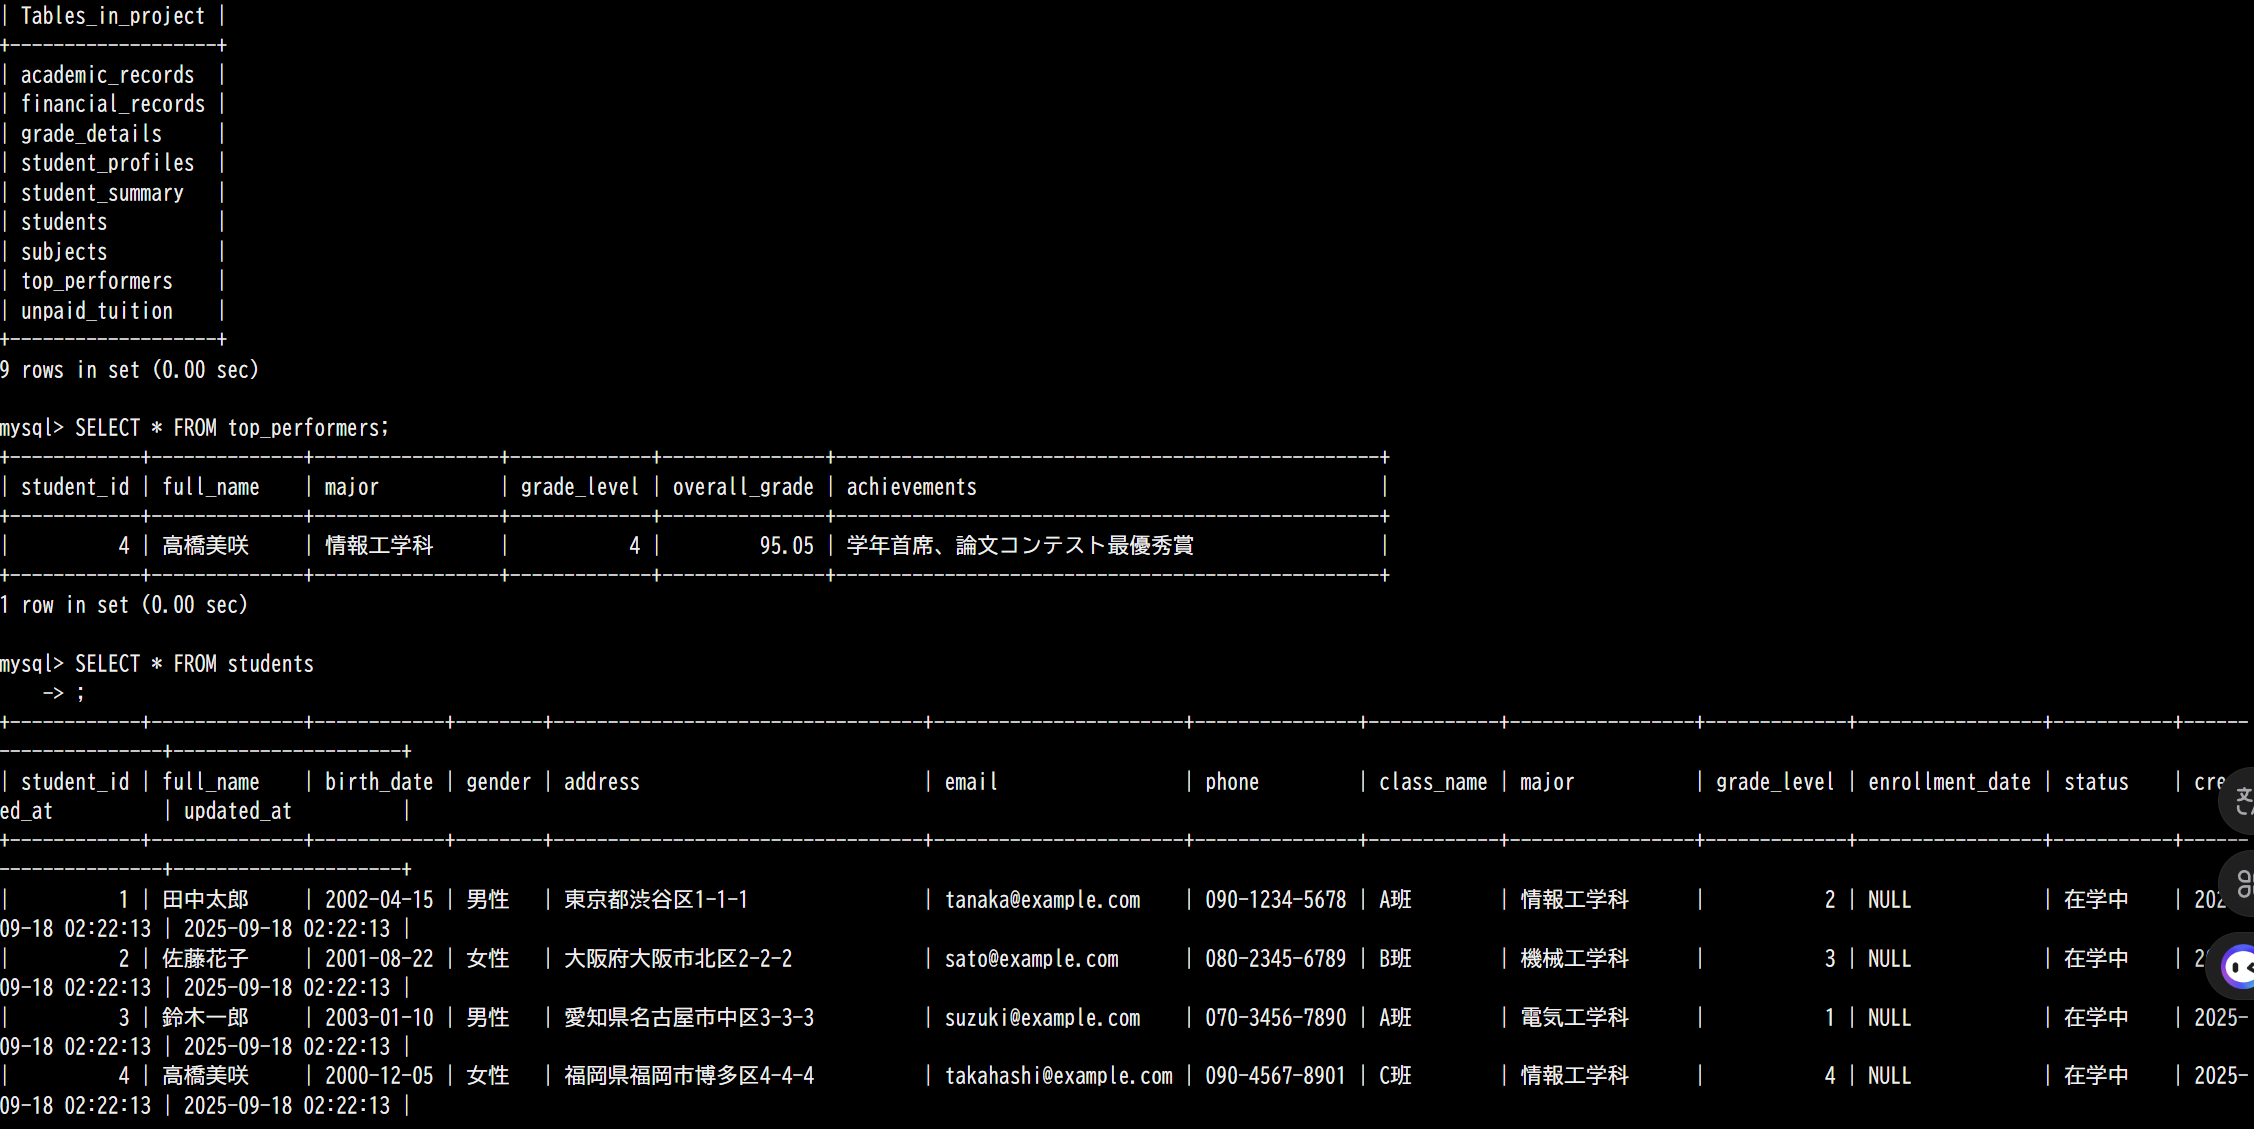 | Tables_in_project |
+-------------------+
| academic_records  |
| financial_records |
| grade_details     |
| student_profiles  |
| student_summary   |
| students          |
| subjects          |
| top_performers    |
| unpaid_tuition    |
+-------------------+
9 rows in set (0.00 sec)
mysql> SELECT * FROM top_performers;
+------------+--------------+-----------------+-------------+---------------+--------------------------------------------------+
| student_id | full_name    | major           | grade_level | overall_grade | achievements                                     |
+------------+--------------+-----------------+-------------+---------------+--------------------------------------------------+
|          4 | 高橋美咲     | 情報工学科      |           4 |         95.05 | 学年首席、論文コンテスト最優秀賞                 |
+------------+--------------+-----------------+-------------+---------------+--------------------------------------------------+
1 row in set (0.00 sec)
mysql> SELECT * FROM students
    -> ;
+------------+--------------+------------+--------+----------------------------------+-----------------------+---------------+------------+-----------------+-------------+-----------------+-----------+------
---------------+---------------------+
| student_id | full_name    | birth_date | gender | address                          | email                 | phone         | class_name | major           | grade_level | enrollment_date | status    | cre
ed_at          | updated_at          |
+------------+--------------+------------+--------+----------------------------------+-----------------------+---------------+------------+-----------------+-------------+-----------------+-----------+------
---------------+---------------------+
|          1 | 田中太郎     | 2002-04-15 | 男性   | 東京都渋谷区1-1-1                | tanaka@example.com    | 090-1234-5678 | A班        | 情報工学科      |           2 | NULL            | 在学中    | 202
09-18 02:22:13 | 2025-09-18 02:22:13 |
|          2 | 佐藤花子     | 2001-08-22 | 女性   | 大阪府大阪市北区2-2-2            | sato@example.com      | 080-2345-6789 | B班        | 機械工学科      |           3 | NULL            | 在学中    | 2
09-18 02:22:13 | 2025-09-18 02:22:13 |
|          3 | 鈴木一郎     | 2003-01-10 | 男性   | 愛知県名古屋市中区3-3-3          | suzuki@example.com    | 070-3456-7890 | A班        | 電気工学科      |           1 | NULL            | 在学中    | 2025-
09-18 02:22:13 | 2025-09-18 02:22:13 |
|          4 | 高橋美咲     | 2000-12-05 | 女性   | 福岡県福岡市博多区4-4-4          | takahashi@example.com | 090-4567-8901 | C班        | 情報工学科      |           4 | NULL            | 在学中    | 2025-
09-18 02:22:13 | 2025-09-18 02:22:13 |